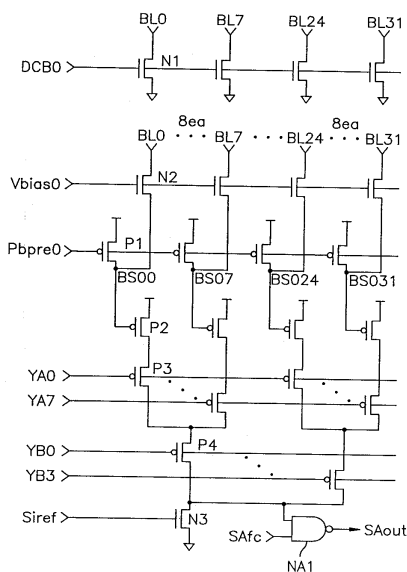 BL0 BL7 BL24 BL31
DCB0 N1
8ea 8ea
BL0 BL7 BL24 BL31
Vbias0 N2
Pbpre0 P1
BS00 BS07 BS024 BS031
P2
YA0 P3
YA7
YB0 P4
YB3
Siref N3
SAfc SAout
NA1